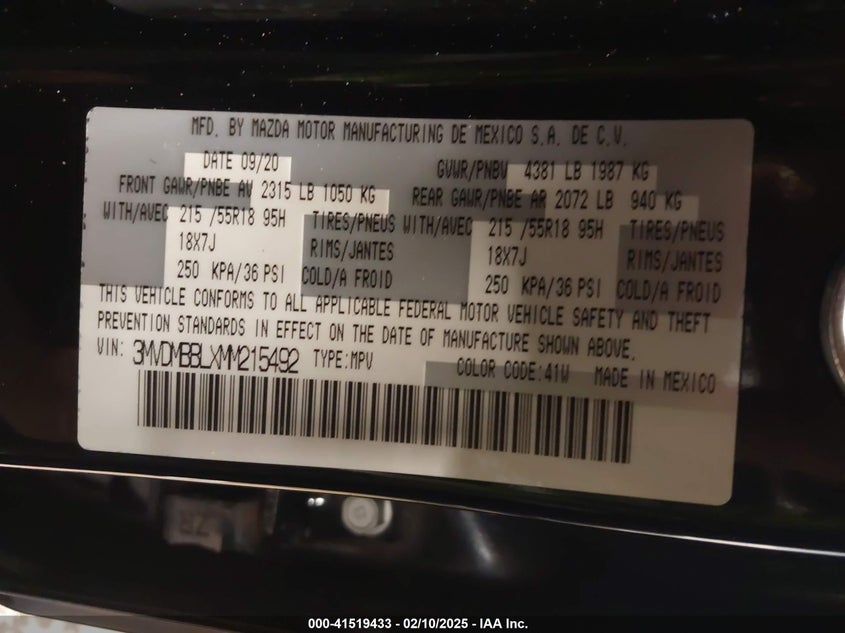 MFD. BY MAZDA MOTOR MANUFACTURING DE MEXICO S.A. DE C.V.
DATE 09/20 GVWR/PNBV 4381 LB 1987 KG
FRONT GAWR/PNBE AV 2315 LB 1050 KG REAR GAWR/PNBE AR 2072 LB 940 KG
WITH/AVEC 215 /55R18 95H TIRES/PNEUS WITH/AVEC 215 /55R18 95H TIRES/PNEUS
18X7J RIMS/JANTES 18X7J RIMS/JANTES
250 KPA/36 PSI COLD/A FROID 250 KPA/36 PSI COLD/A FROID
THIS VEHICLE CONFORMS TO ALL APPLICABLE FEDERAL MOTOR VEHICLE SAFETY AND THEFT
PREVENTION STANDARDS IN EFFECT ON THE DATE OF MANUFACTURE SHOWN ABOVE.
VIN: 3MVDMBBLXMM215492 TYPE:MPV COLOR CODE:41W MADE IN MEXICO
000-41519433 - 02/10/2025 - IAA Inc.